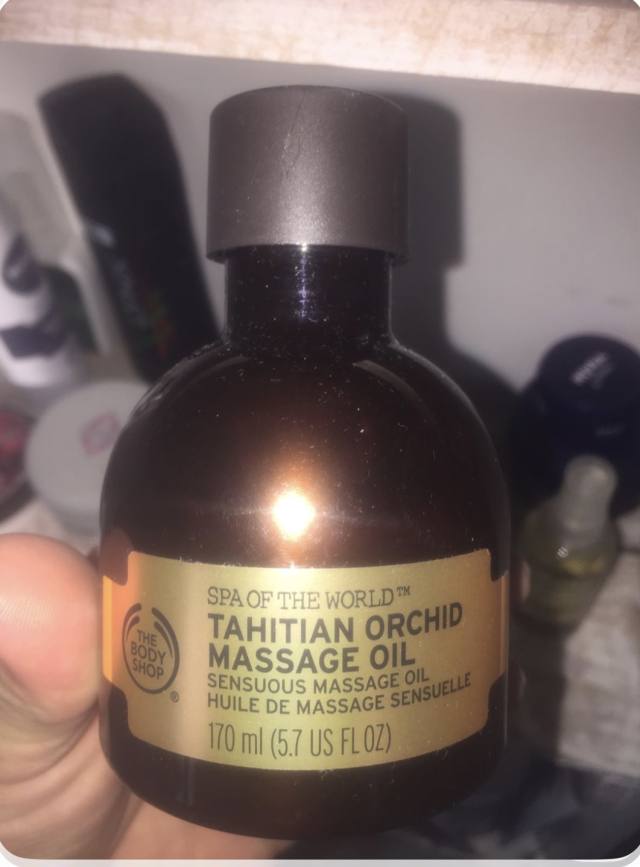 SPA OF THE WORLD™
TAHITIAN ORCHID
MASSAGE OIL
SENSUOUS MASSAGE OIL
HUILE DE MASSAGE SENSUELLE
170 ml (5.7 US FL OZ)
THE
BODY
SHOP
®
NIVEA